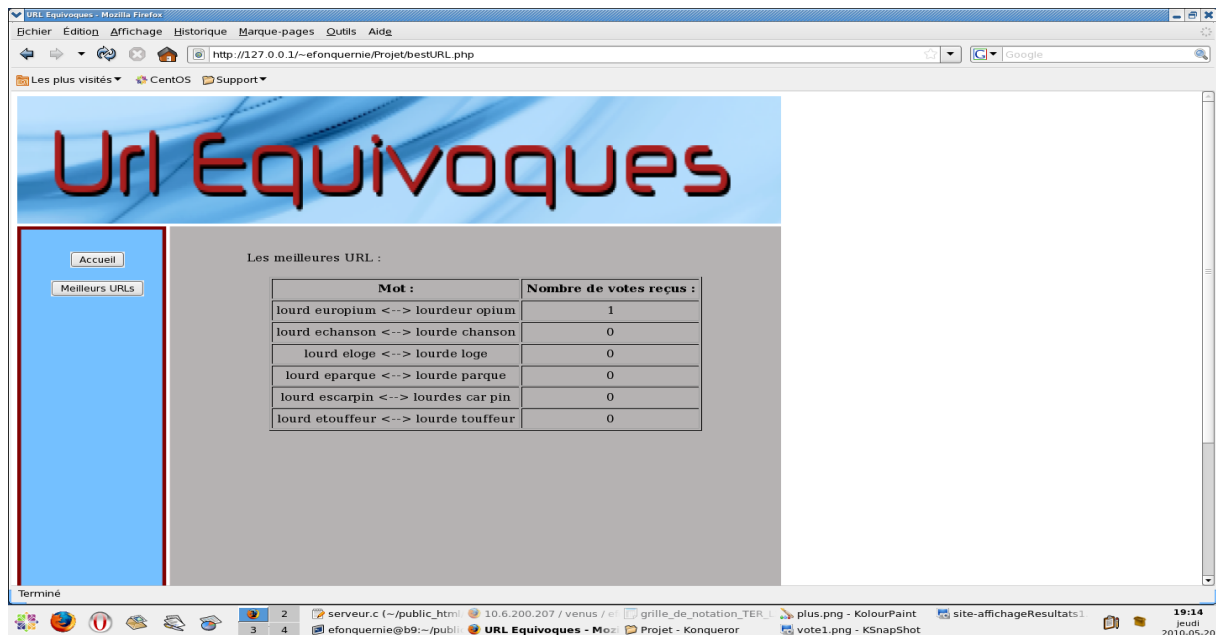 URL Equivoques - Mozilla Firefox
Fichier Édition Affichage Historique Marque-pages Outils Aide
http://127.0.0.1/~efonquernie/Projet/bestURL.php
Google
Les plus visités CentOS Support
Url Equivoques
Accueil
Meilleurs URLs
Les meilleures URL :
Mot : Nombre de votes reçus :
lourd europium <--> lourdeur opium 1
lourd echanson <--> lourde chanson 0
lourd eloge <--> lourde loge 0
lourd eparque <--> lourde parque 0
lourd escarpin <--> lourdes car pin 0
lourd etouffeur <--> lourde touffeur 0
Terminé
2 serveur.c (~/public_html 10.6.200.207 / venus / et grille_de_notation_TER_L plus.png - KolourPaint site-affichageResultats1 19:14
3 4 efonquernie@b9:~/publi URL Equivoques - Mozi Projet - Konqueror vote1.png - KSnapShot jeudi
2010-05-20